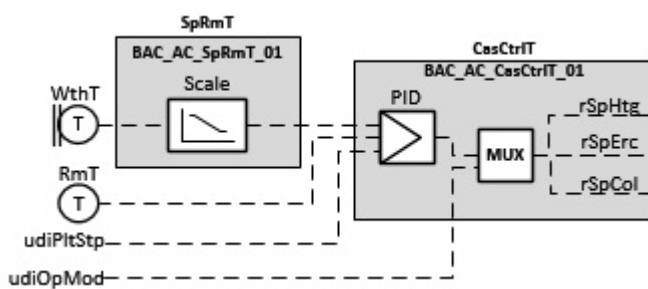 SpRmT
BAC_AC_SpRmT_01
CasCtrlT
BAC_AC_CasCtrlT_01
WthT
Scale
PID
T
MUX
rSpHtg
rSpErc
rSpCol
RmT
T
udiPltStp
udiOpMod